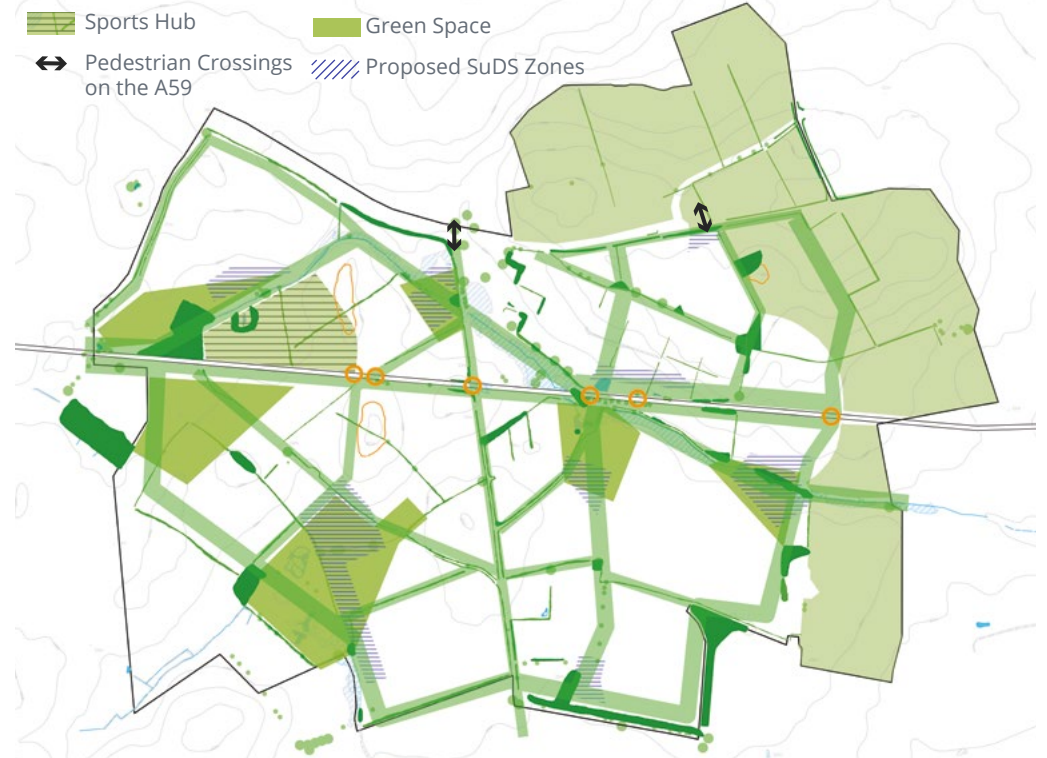 Sports Hub
Green Space
Pedestrian Crossings
on the A59
Proposed SuDS Zones